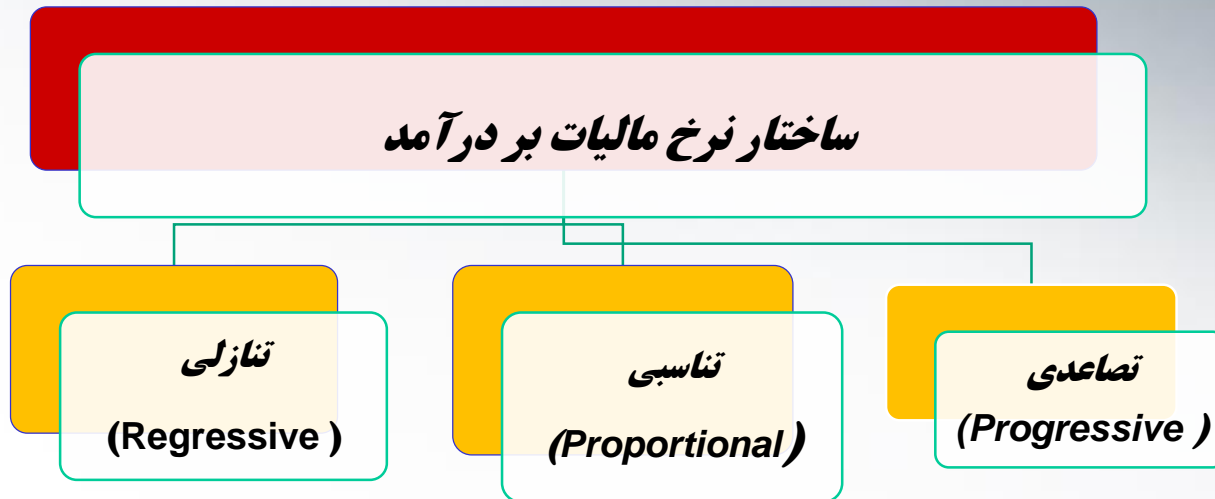 ساختار نرخ مالیات بر درآمد
تصاعدی
(Progressive )
تناسبی
(Proportional)
تنازلی
(Regressive )